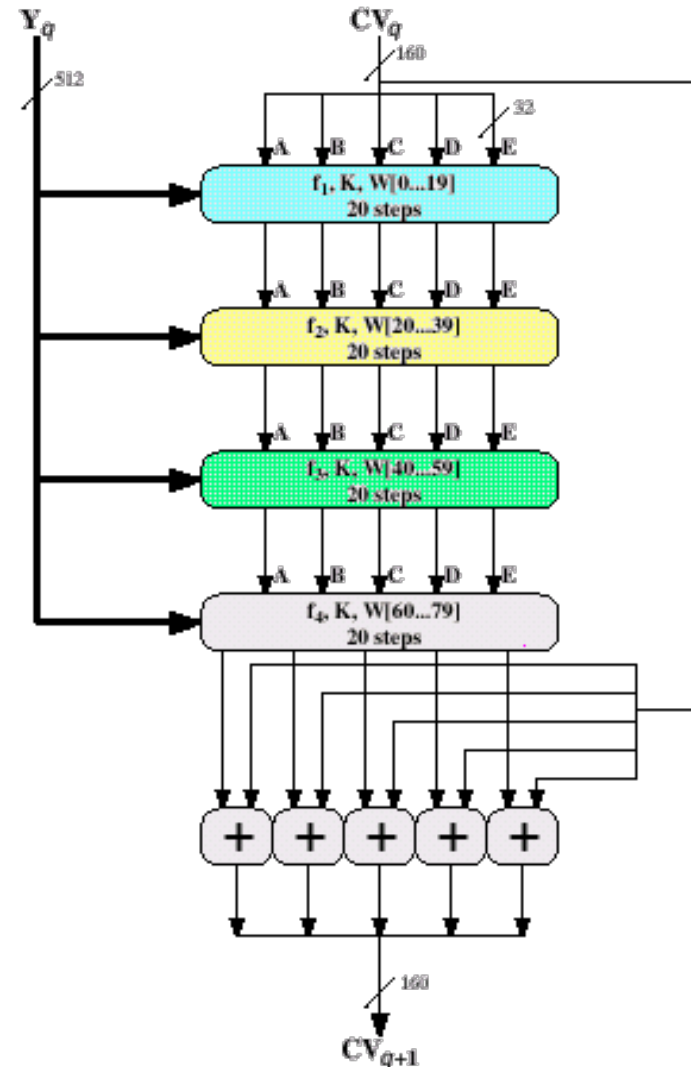 Y_q CV_q
512 160
32
A B C D E
f_1, K, W[0...19]
20 steps
A B C D E
f_2, K, W[20...39]
20 steps
A B C D E
f_3, K, W[40...59]
20 steps
A B C D E
f_4, K, W[60...79]
20 steps
+ + + + +
160
CV_{q+1}